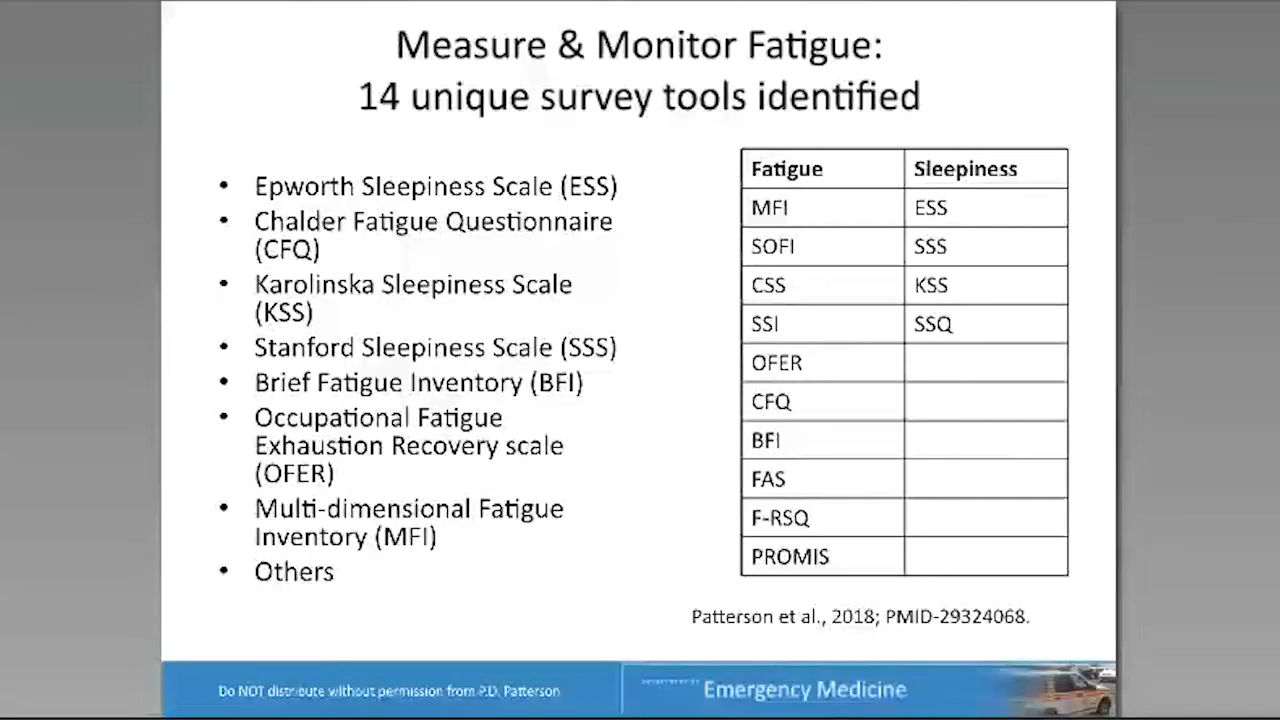 Measure & Monitor Fatigue:
14 unique survey tools identified
• Epworth Sleepiness Scale (ESS)
• Chalder Fatigue Questionnaire
(CFQ)
• Karolinska Sleepiness Scale
(KSS)
• Stanford Sleepiness Scale (SSS)
• Brief Fatigue Inventory (BFI)
• Occupational Fatigue
Exhaustion Recovery scale
(OFER)
• Multi-dimensional Fatigue
Inventory (MFI)
• Others
Fatigue Sleepiness
MFI ESS
SOFI SSS
CSS KSS
SSI SSQ
OFER
CFQ
BFI
FAS
F-RSQ
PROMIS
Patterson et al., 2018; PMID-29324068.
Do NOT distribute without permission from P.D. Patterson
DEPARTMENT OF
Emergency Medicine